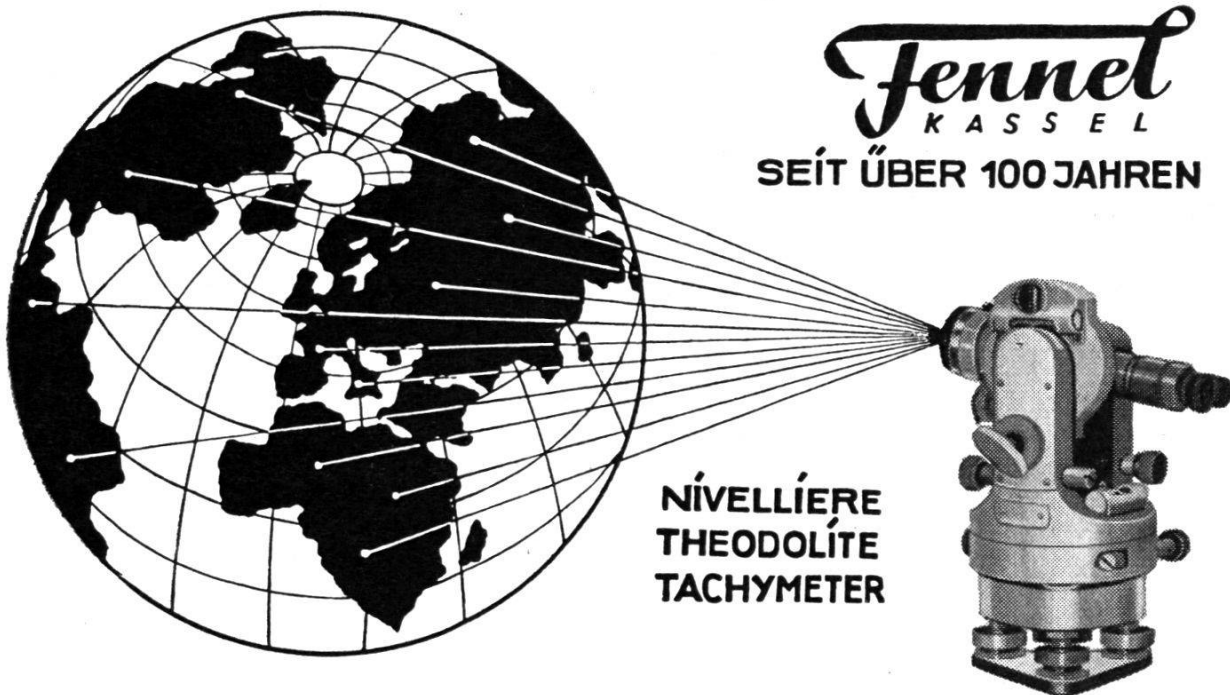 Fennel
KASSEL
SEIT ÜBER 100 JAHREN
NIVELLIERE
THEODOLITE
TACHYMETER